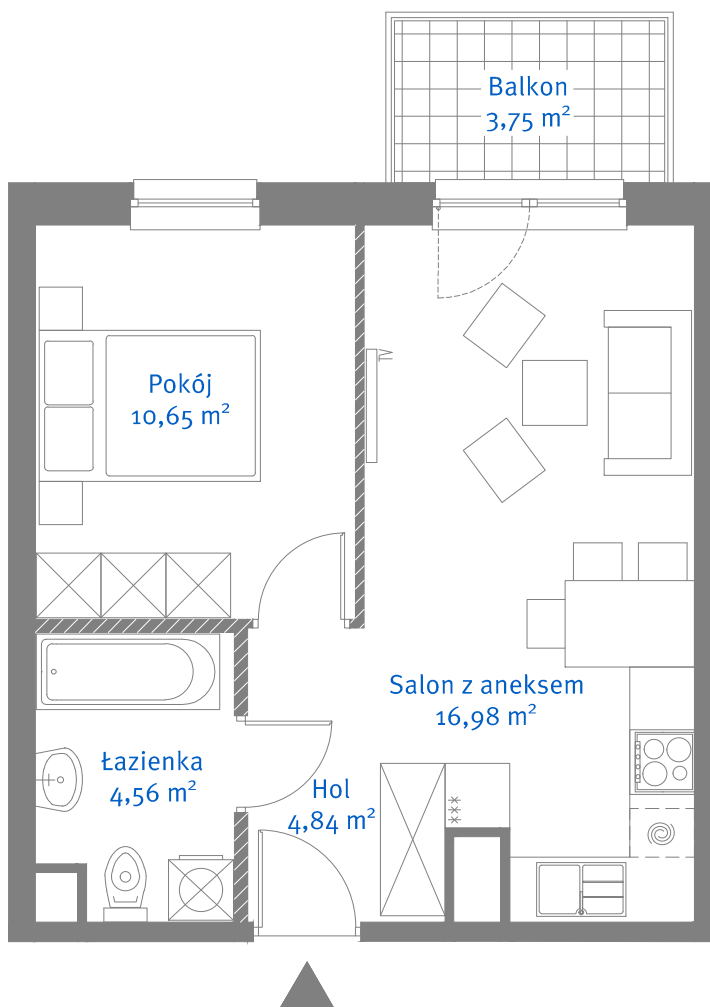 Balkon
3,75 m²
Pokój
10,65 m²
Salon z aneksem
16,98 m²
Łazienka
4,56 m²
Hol
4,84 m²